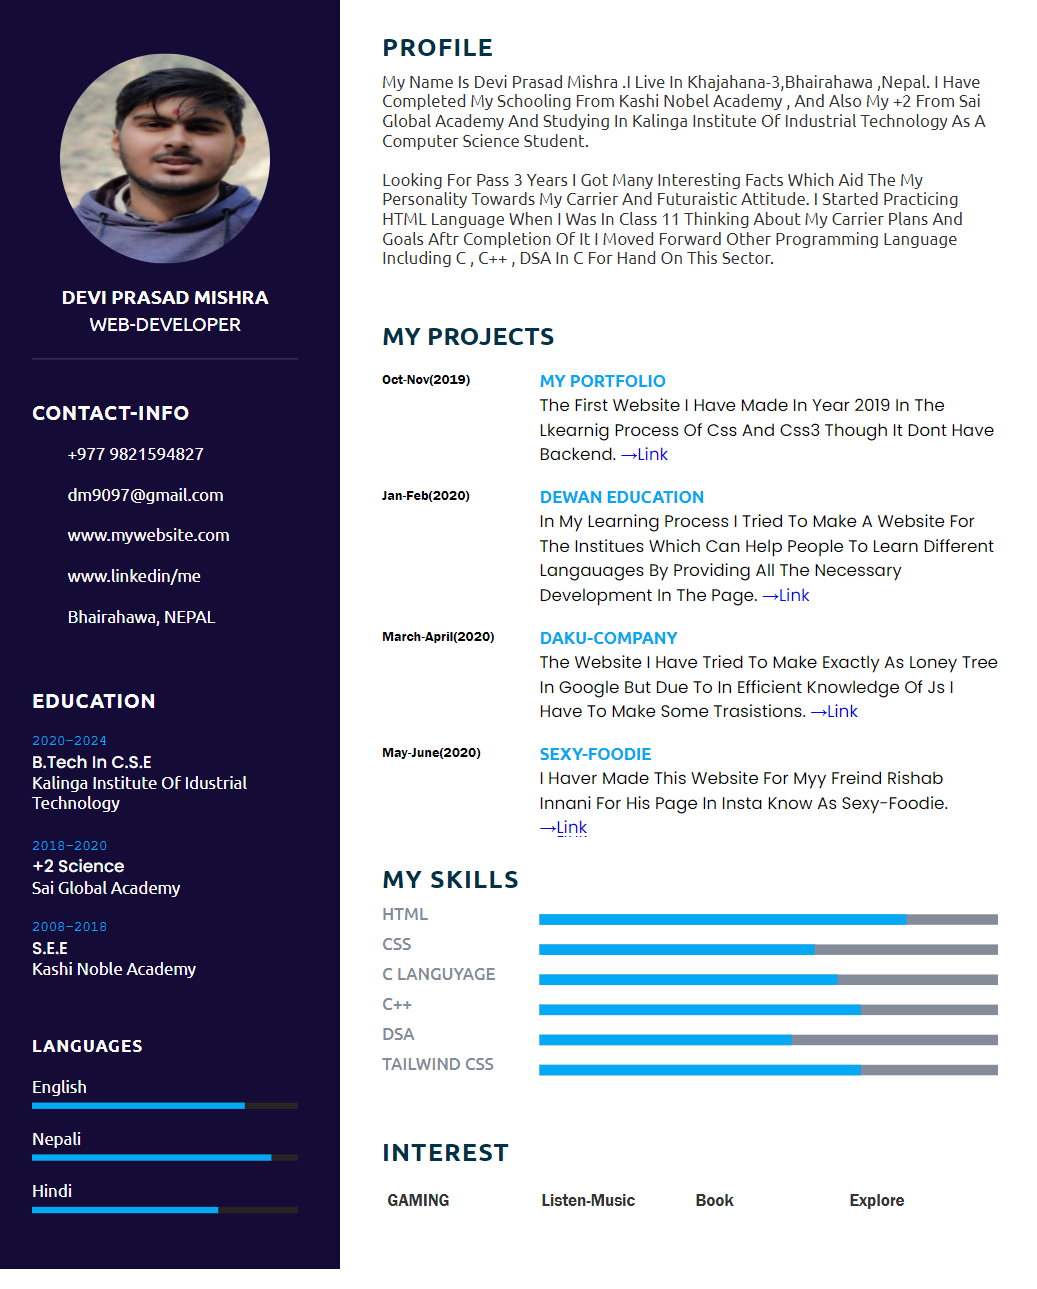 DEVI PRASAD MISHRA
WEB-DEVELOPER
CONTACT-INFO
+977 9821594827
dm9097@gmail.com
www.mywebsite.com
www.linkedin/me
Bhairahawa, NEPAL
EDUCATION
2020-2024
B.Tech In C.S.E
Kalinga Institute Of Idustrial
Technology
2018-2020
+2 Science
Sai Global Academy
2008-2018
S.E.E
Kashi Noble Academy
LANGUAGES
English
Nepali
Hindi
PROFILE
My Name Is Devi Prasad Mishra .I Live In Khajahana-3,Bhairahawa ,Nepal. I Have
Completed My Schooling From Kashi Nobel Academy , And Also My +2 From Sai
Global Academy And Studying In Kalinga Institute Of Industrial Technology As A
Computer Science Student.
Looking For Pass 3 Years I Got Many Interesting Facts Which Aid The My
Personality Towards My Carrier And Futuraistic Attitude. I Started Practicing
HTML Language When I Was In Class 11 Thinking About My Carrier Plans And
Goals Aftr Completion Of It I Moved Forward Other Programming Language
Including C , C++ , DSA In C For Hand On This Sector.
MY PROJECTS
Oct-Nov(2019)
MY PORTFOLIO
The First Website I Have Made In Year 2019 In The
Lkearnig Process Of Css And Css3 Though It Dont Have
Backend. →Link
Jan-Feb(2020)
DEWAN EDUCATION
In My Learning Process I Tried To Make A Website For
The Institues Which Can Help People To Learn Different
Langauages By Providing All The Necessary
Development In The Page. →Link
March-April(2020)
DAKU-COMPANY
The Website I Have Tried To Make Exactly As Loney Tree
In Google But Due To In Efficient Knowledge Of Js I
Have To Make Some Trasistions. →Link
May-June(2020)
SEXY-FOODIE
I Haver Made This Website For Myy Freind Rishab
Innani For His Page In Insta Know As Sexy-Foodie.
→Link
MY SKILLS
HTML
CSS
C LANGUYAGE
C++
DSA
TAILWIND CSS
INTEREST
GAMING Listen-Music Book Explore